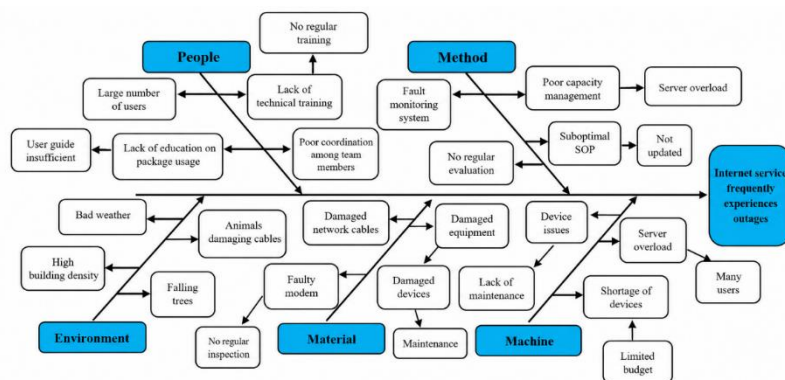 No regular
training
People
Method
Large number
of users
Lack of
technical training
Fault
monitoring
system
Poor capacity
management
Server overload
User guide
insufficient
Lack of education on
package usage
Poor coordination
among team
members
No regular
evaluation
Suboptimal
SOP
Not
updated
Internet service
frequently
experiences
outages
Bad weather
Animals
damaging cables
Damaged
network cables
Damaged
equipment
Device
issues
Server
overload
High
building density
Falling
trees
Faulty
modem
Damaged
devices
Lack of
maintenance
Shortage of
devices
Many
users
Environment
No regular
inspection
Material
Maintenance
Machine
Limited
budget